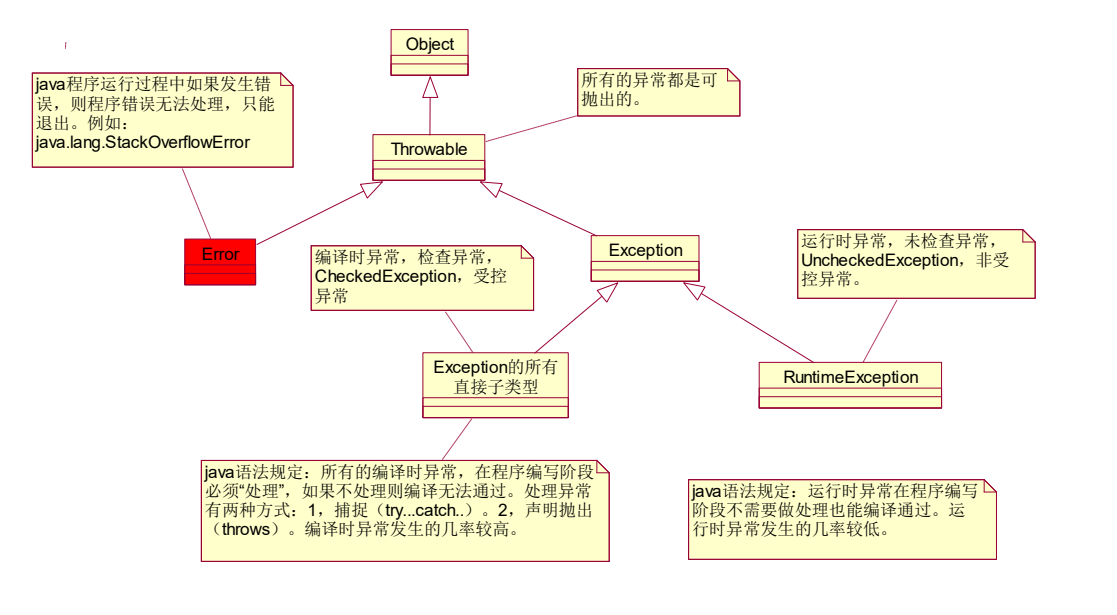 Object
java程序运行过程中如果发生错
误，则程序错误无法处理，只能
退出。例如：
java.lang.StackOverflowError
所有的异常都是可
抛出的。
Throwable
Error
编译时异常，检查异常，
CheckedException，受控
异常
Exception
运行时异常，未检查异常，
UncheckedException，非受
控异常。
Exception的所有
直接子类型
RuntimeException
java语法规定：所有的编译时异常，在程序编写阶段
必须“处理”，如果不处理则编译无法通过。处理异常
有两种方式：1，捕捉（try...catch..）。2，声明抛出
（throws）。编译时异常发生的几率较高。
java语法规定：运行时异常在程序编写
阶段不需要做处理也能编译通过。运
行时异常发生的几率较低。